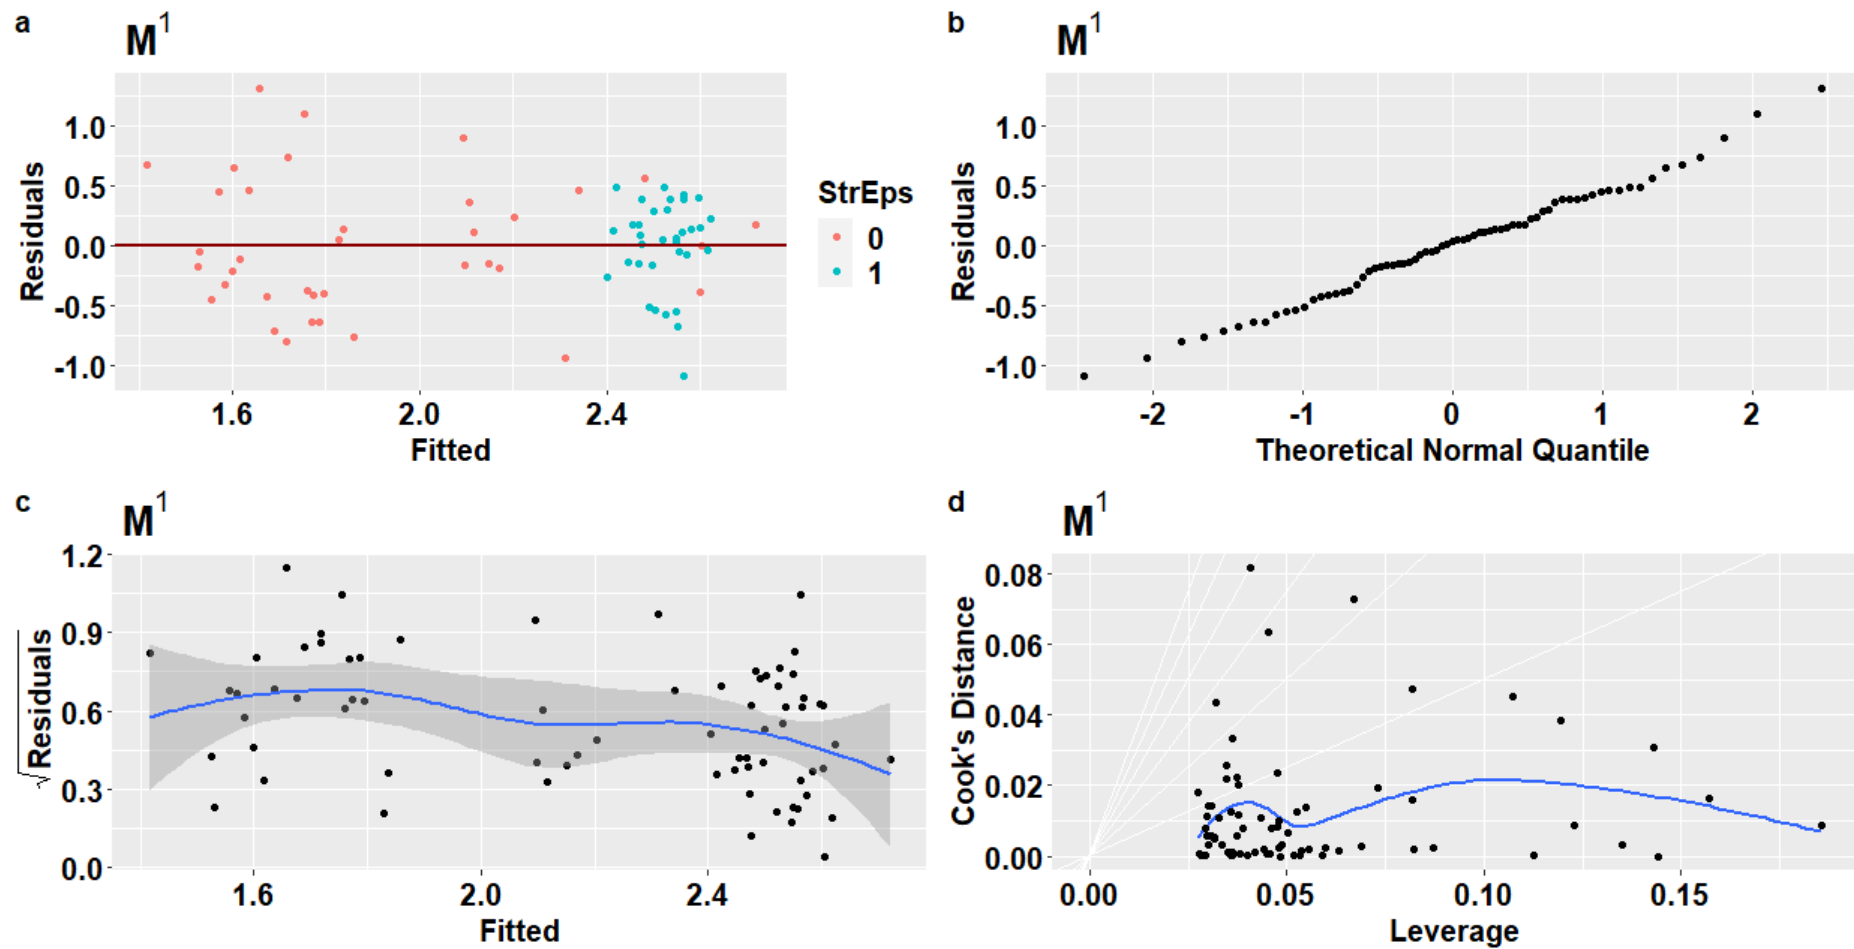 a
M¹
1.0
0.5
0.0
-0.5
-1.0
Residuals
1.6 2.0 2.4
Fitted
StrEps
0
1
b
M¹
1.0
0.5
0.0
-0.5
-1.0
Residuals
-2 -1 0 1 2
Theoretical Normal Quantile
c
M¹
1.2
0.9
0.6
0.3
0.0
√Residuals
1.6 2.0 2.4
Fitted
d
M¹
0.08
0.06
0.04
0.02
0.00
Cook's Distance
0.00 0.05 0.10 0.15
Leverage